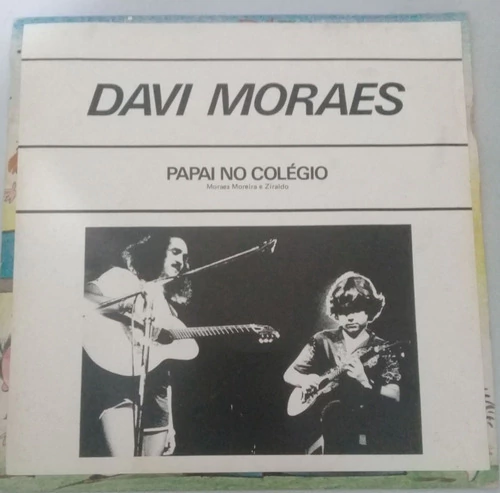 DAVI MORAES
PAPAI NO COLÉGIO
Moraes Moreira e Ziraldo